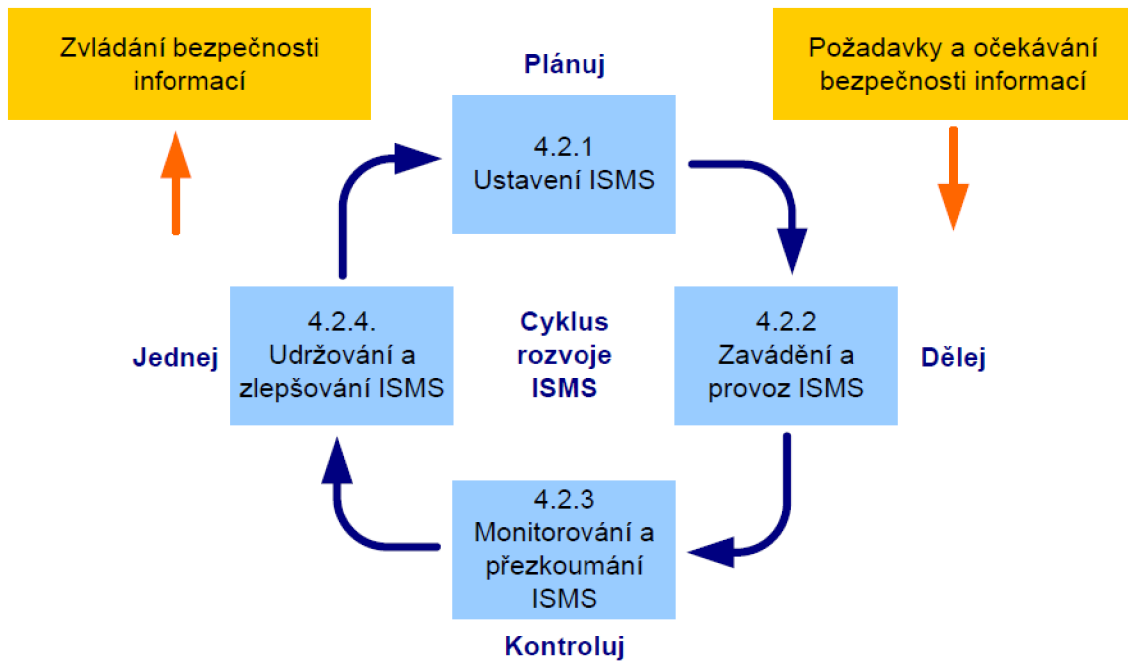 Zvládání bezpečnosti
informací
Plánuj
Požadavky a očekávání
bezpečnosti informací
4.2.1
Ustavení ISMS
Jednej
4.2.4.
Udržování a
zlepšování ISMS
Cyklus
rozvoje
ISMS
4.2.2
Zavádění a
provoz ISMS
Dělej
4.2.3
Monitorování a
přezkoumání
ISMS
Kontroluj